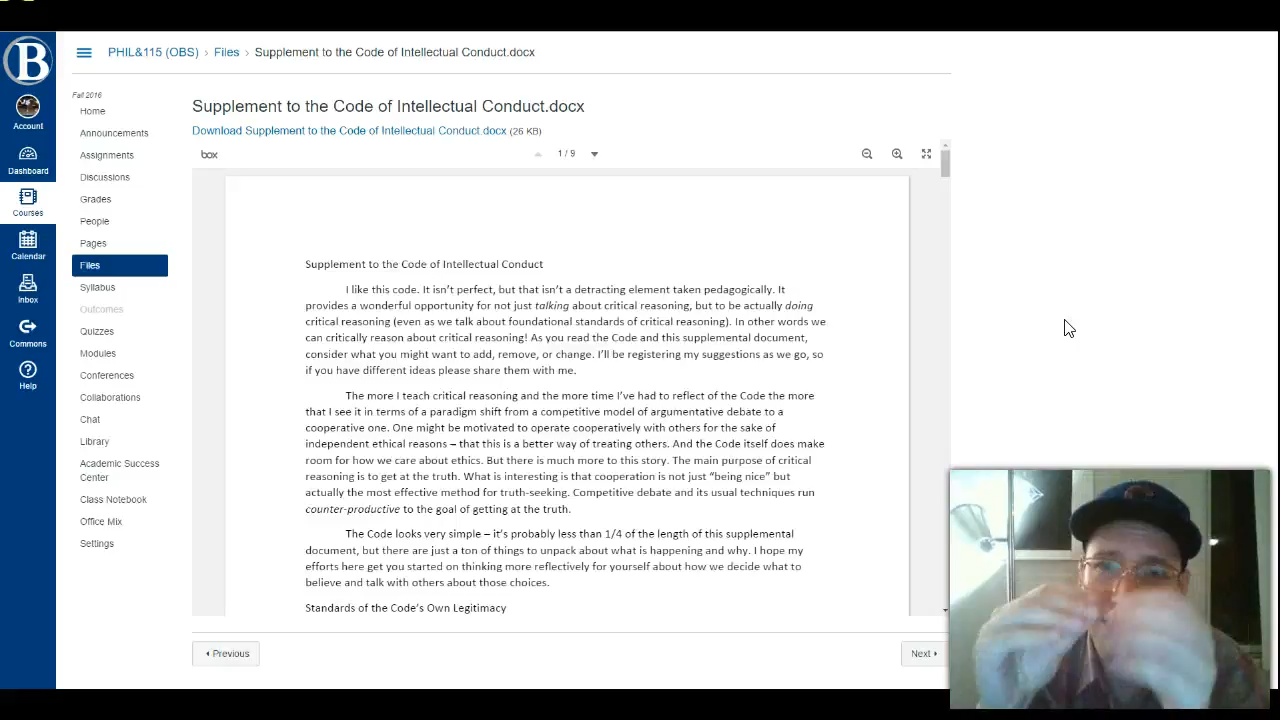 B
PHIL&115 (OBS) › Files › Supplement to the Code of Intellectual Conduct.docx
Account
Dashboard
Courses
Calendar
Inbox
Commons
Help
Fall 2016
Home
Announcements
Assignments
Discussions
Grades
People
Pages
Files
Syllabus
Outcomes
Quizzes
Modules
Conferences
Collaborations
Chat
Library
Academic Success
Center
Class Notebook
Office Mix
Settings
Supplement to the Code of Intellectual Conduct.docx
Download Supplement to the Code of Intellectual Conduct.docx (26 KB)
box
1 / 9
Supplement to the Code of Intellectual Conduct
I like this code. It isn't perfect, but that isn't a detracting element taken pedagogically. It
provides a wonderful opportunity for not just talking about critical reasoning, but to be actually doing
critical reasoning (even as we talk about foundational standards of critical reasoning). In other words we
can critically reason about critical reasoning! As you read the Code and this supplemental document,
consider what you might want to add, remove, or change. I'll be registering my suggestions as we go, so
if you have different ideas please share them with me.
The more I teach critical reasoning and the more time I've had to reflect of the Code the more
that I see it in terms of a paradigm shift from a competitive model of argumentative debate to a
cooperative one. One might be motivated to operate cooperatively with others for the sake of
independent ethical reasons – that this is a better way of treating others. And the Code itself does make
room for how we care about ethics. But there is much more to this story. The main purpose of critical
reasoning is to get at the truth. What is interesting is that cooperation is not just "being nice" but
actually the most effective method for truth-seeking. Competitive debate and its usual techniques run
counter-productive to the goal of getting at the truth.
The Code looks very simple – it's probably less than 1/4 of the length of this supplemental
document, but there are just a ton of things to unpack about what is happening and why. I hope my
efforts here get you started on thinking more reflectively for yourself about how we decide what to
believe and talk with others about those choices.
Standards of the Code's Own Legitimacy
Previous
Next